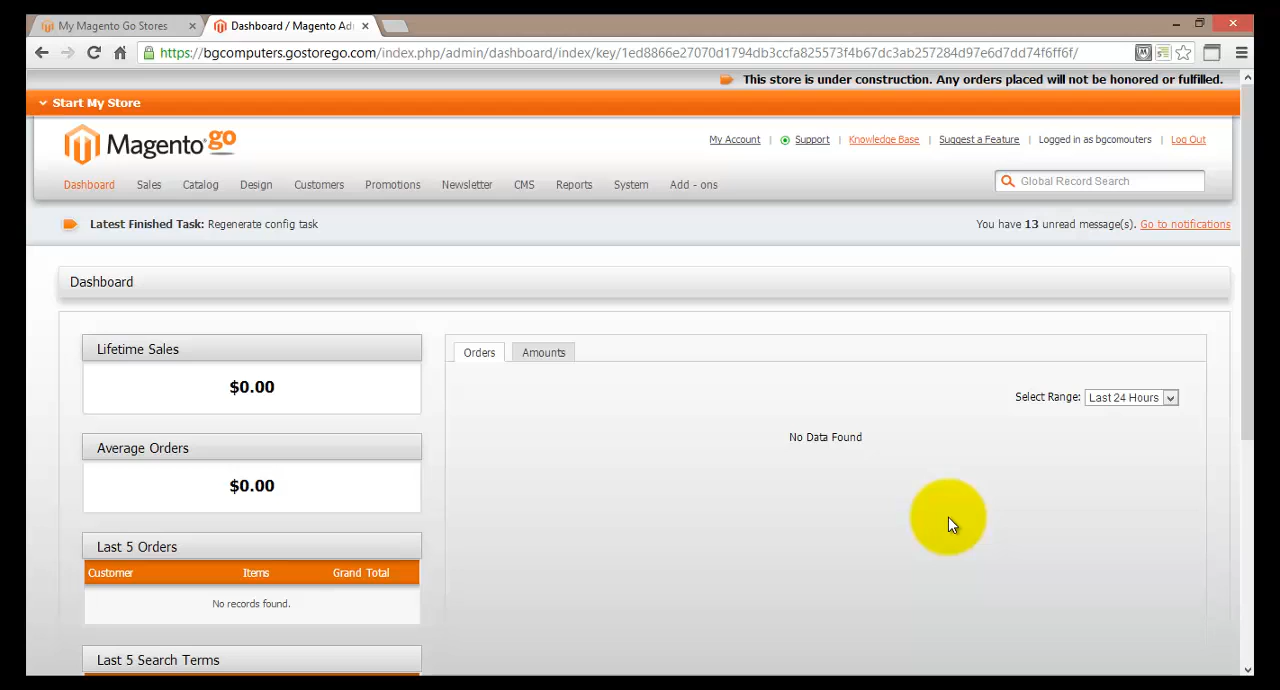 My Magento Go Stores
Dashboard / Magento Ad
https://bgcomputers.gostorego.com/index.php/admin/dashboard/index/key/1ed8866e27070d1794db3ccfa825573f4b67dc3ab257284d97e6d7dd74f6ff6f/
This store is under construction. Any orders placed will not be honored or fulfilled.
Start My Store
Magento go
My Account | Support | Knowledge Base | Suggest a Feature | Logged in as bgcomouters | Log Out
Dashboard Sales Catalog Design Customers Promotions Newsletter CMS Reports System Add - ons
Global Record Search
Latest Finished Task: Regenerate config task
You have 13 unread message(s). Go to notifications
Dashboard
Lifetime Sales
$0.00
Average Orders
$0.00
Last 5 Orders
Customer Items Grand Total
No records found.
Last 5 Search Terms
Orders Amounts
Select Range: Last 24 Hours
No Data Found